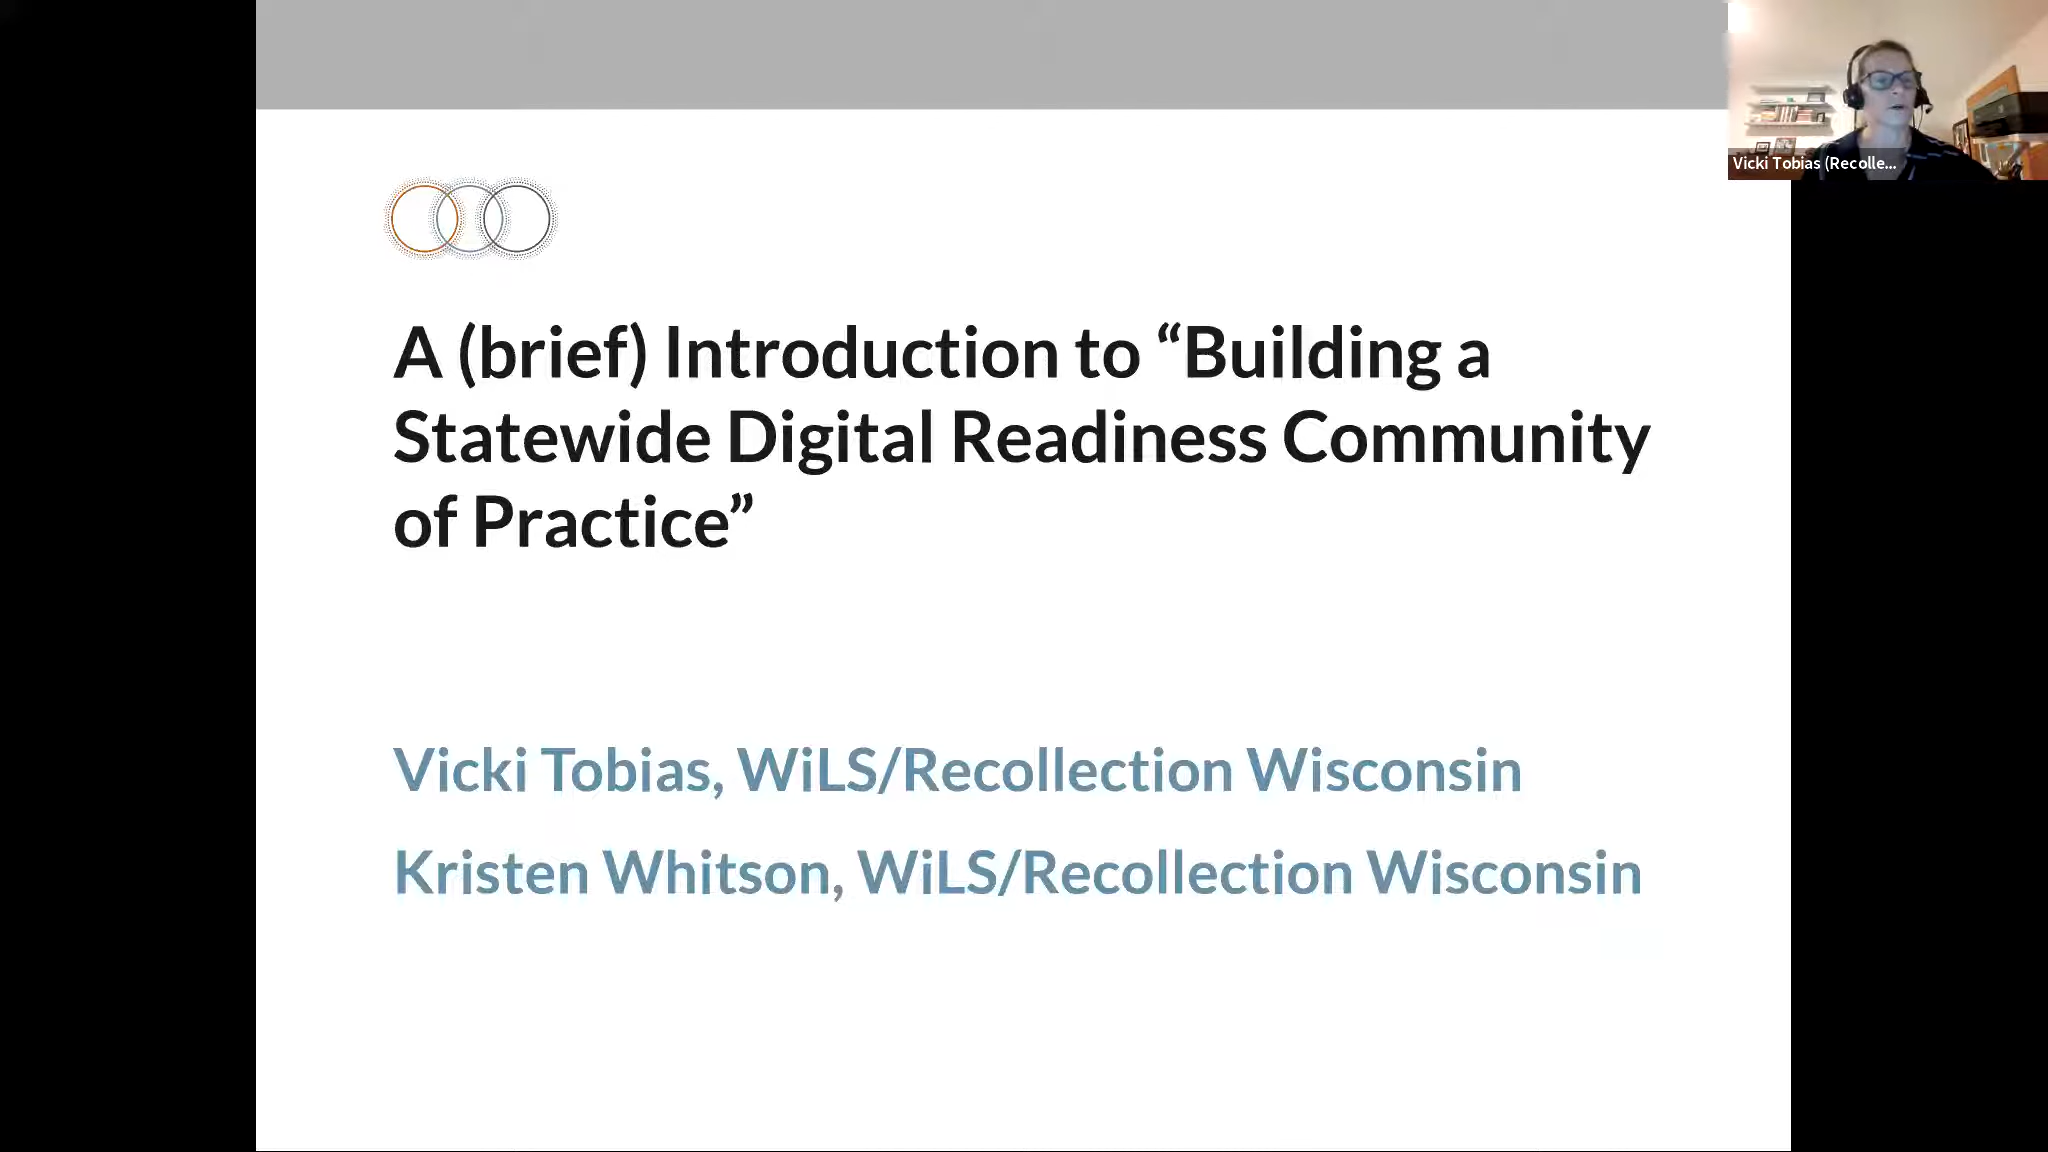 A (brief) Introduction to “Building a
Statewide Digital Readiness Community
of Practice”
Vicki Tobias, WiLS/Recollection Wisconsin
Kristen Whitson, WiLS/Recollection Wisconsin
Vicki Tobias (Recolle...